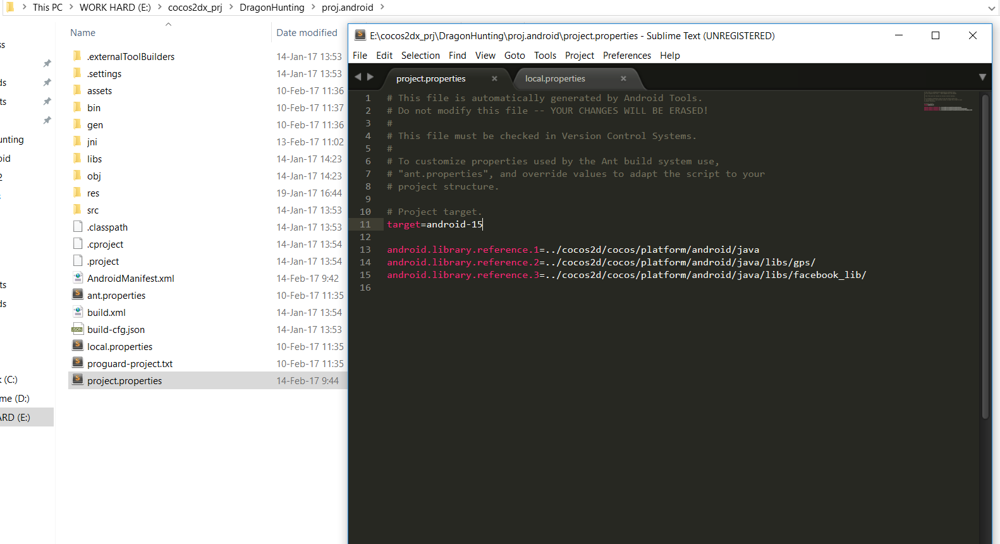 This PC > WORK HARD (E:) > cocos2dx_prj > DragonHunting > proj.android >
Name Date modified
.externalToolBuilders 14-Jan-17 13:53
.settings 14-Jan-17 13:53
assets 10-Feb-17 11:36
bin 10-Feb-17 11:37
gen 10-Feb-17 11:36
jni 13-Feb-17 11:02
libs 14-Jan-17 14:23
obj 14-Jan-17 14:23
res 19-Jan-17 16:44
src 14-Jan-17 13:53
.classpath 14-Jan-17 13:53
.cproject 14-Jan-17 13:54
.project 14-Jan-17 13:54
AndroidManifest.xml 14-Feb-17 9:42
ant.properties 10-Feb-17 11:35
build.xml 14-Jan-17 13:54
build-cfg.json 14-Jan-17 13:53
local.properties 10-Feb-17 11:35
proguard-project.txt 10-Feb-17 11:35
project.properties 14-Feb-17 9:44
ss
ds
ts
unting
oid
2
ts
ds
(C:)
me (D:)
ARD (E:)
E:\cocos2dx_prj\DragonHunting\proj.android\project.properties - Sublime Text (UNREGISTERED)
File Edit Selection Find View Goto Tools Project Preferences Help
project.properties local.properties
1 # This file is automatically generated by Android Tools.
2 # Do not modify this file -- YOUR CHANGES WILL BE ERASED!
3 #
4 # This file must be checked in Version Control Systems.
5 #
6 # To customize properties used by the Ant build system use,
7 # "ant.properties", and override values to adapt the script to your
8 # project structure.
9
10 # Project target.
11 target=android-15
12
13 android.library.reference.1=../cocos2d/cocos/platform/android/java
14 android.library.reference.2=../cocos2d/cocos/platform/android/java/libs/gps/
15 android.library.reference.3=../cocos2d/cocos/platform/android/java/libs/facebook_lib/
16